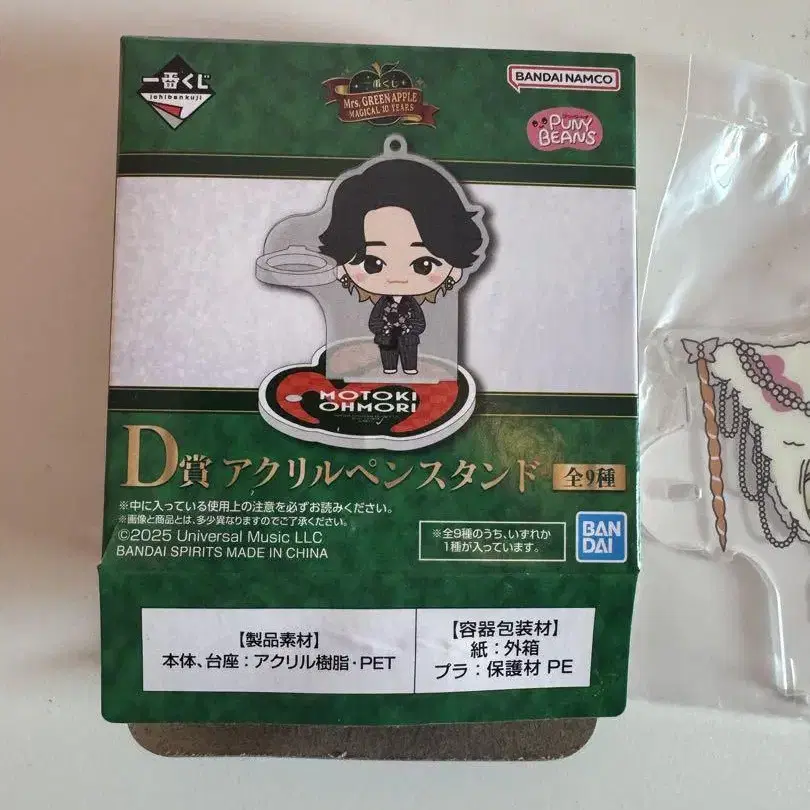 一番くじ
ichibankuji
一番くじ
Mrs. GREEN APPLE
MAGICAL 10 YEARS
BANDAI NAMCO
PUNY
BEANS
MOTOKI
OHMORI
D賞 アクリルペンスタンド 全9種
※中に入っている使用上の注意を必ずお読みください。
※画像と商品とは、多少異なりますのでご了承ください。
©2025 Universal Music LLC
BANDAI SPIRITS MADE IN CHINA
※全9種のうち、いずれか
1種が入っています。
BAN
DAI
【製品素材】
本体、台座：アクリル樹脂・PET
【容器包装材】
紙：外箱
プラ：保護材 PE